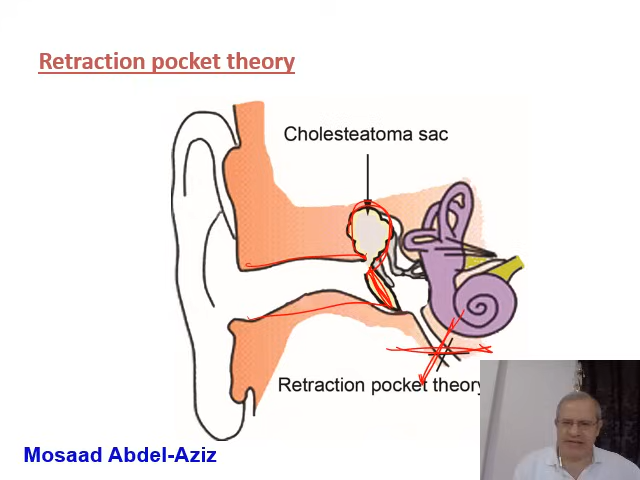 Retraction pocket theory
Cholesteatoma sac
Retraction pocket theory
Mosaad Abdel-Aziz